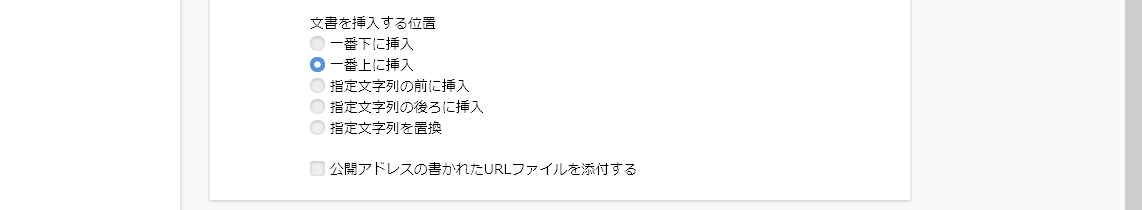 文書を挿入する位置
一番下に挿入
一番上に挿入
指定文字列の前に挿入
指定文字列の後ろに挿入
指定文字列を置換
公開アドレスの書かれたURLファイルを添付する